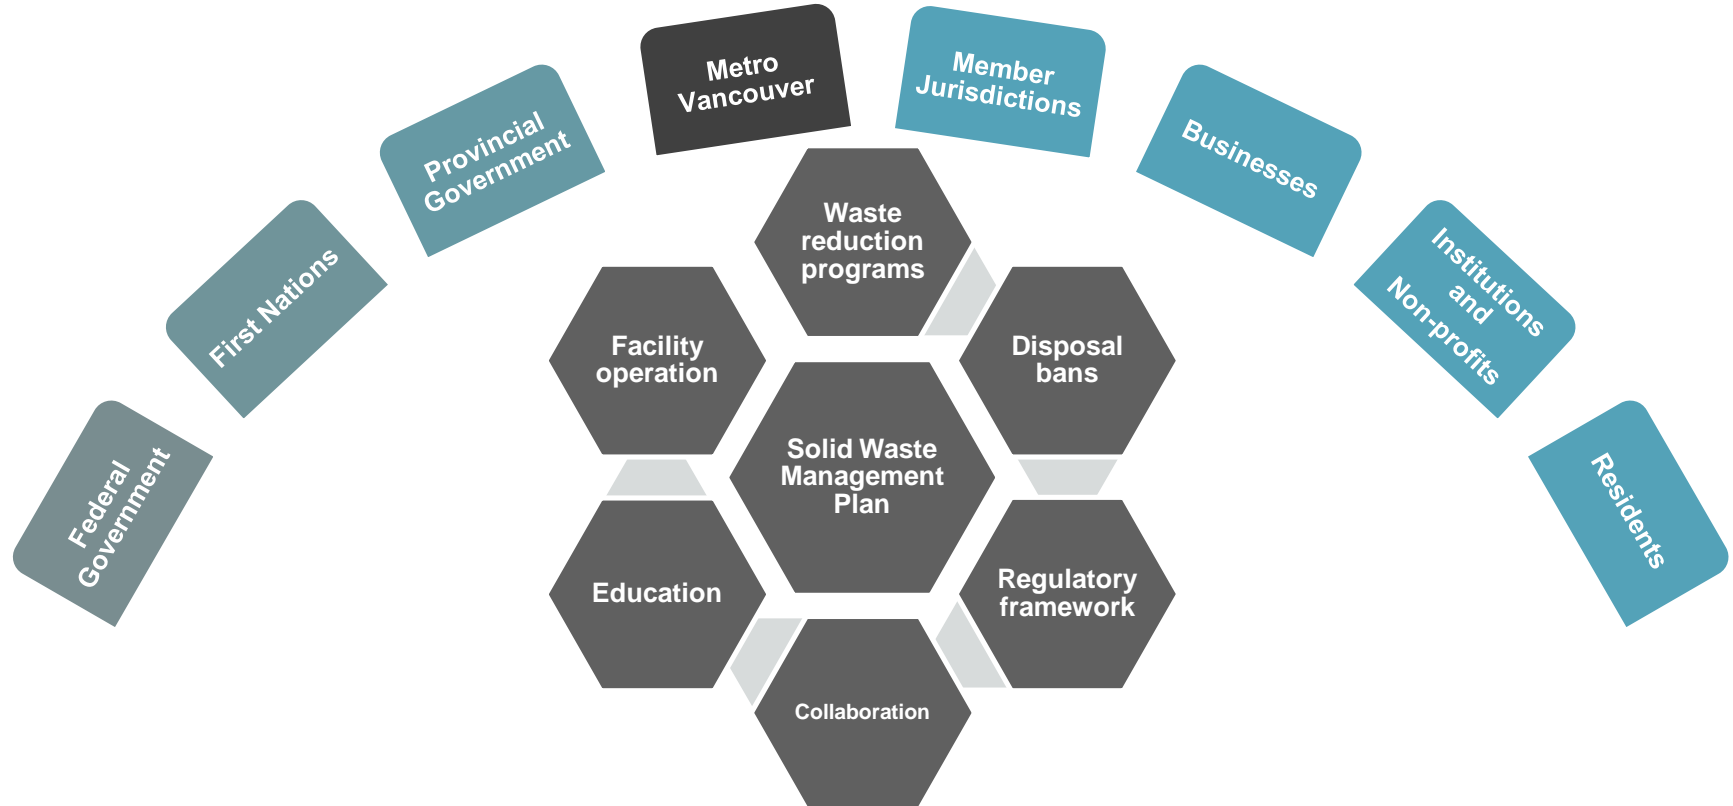 Metro
Vancouver
Member
Jurisdictions
Provincial
Government
Businesses
First Nations
Institutions
and
Non-profits
Federal
Government
Residents
Waste
reduction
programs
Facility
operation
Disposal
bans
Solid Waste
Management
Plan
Education
Regulatory
framework
Collaboration